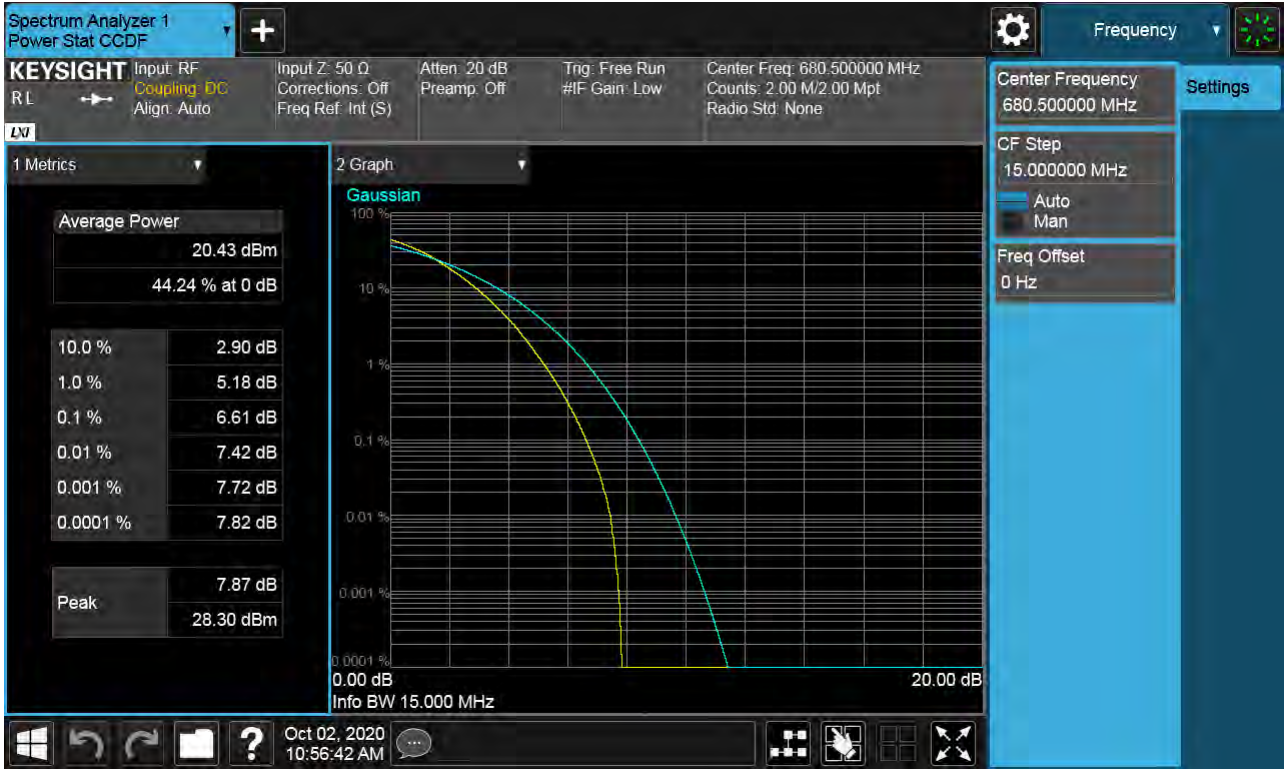 Spectrum Analyzer 1
Power Stat CCDF
+
Frequency
KEYSIGHT
R L
LXI
Input: RF
Coupling: DC
Align: Auto
Input Z: 50 Ω
Corrections: Off
Freq Ref: Int (S)
Atten: 20 dB
Preamp: Off
Trig: Free Run
#IF Gain: Low
Center Freq: 680.500000 MHz
Counts: 2.00 M/2.00 Mpt
Radio Std: None
Center Frequency
680.500000 MHz
Settings
CF Step
15.000000 MHz
Auto
Man
Freq Offset
0 Hz
1 Metrics
Average Power
20.43 dBm
44.24 % at 0 dB
10.0 % 2.90 dB
1.0 % 5.18 dB
0.1 % 6.61 dB
0.01 % 7.42 dB
0.001 % 7.72 dB
0.0001 % 7.82 dB
Peak
7.87 dB
28.30 dBm
2 Graph
Gaussian
100 %
10 %
1 %
0.1 %
0.01 %
0.001 %
0.0001 %
0.00 dB 20.00 dB
Info BW 15.000 MHz
?
Oct 02, 2020
10:56:42 AM